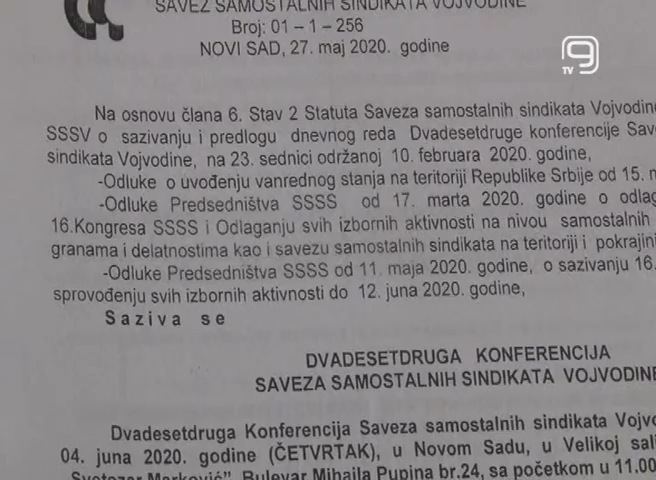 SAVEZ SAMOSTALNIH SINDIKATA VOJVODINE
Broj: 01 – 1 – 256
NOVI SAD, 27. maj 2020. godine
9
TV
Na osnovu člana 6. Stav 2 Statuta Saveza samostalnih sindikata Vojvodine
SSSV o sazivanju i predlogu dnevnog reda Dvadesetdruge konferencije
sindikata Vojvodine, na 23. sednici održanoj 10. februara 2020. godine,
-Odluke o uvođenju vanrednog stanja na teritoriji Republike Srbije od 15.
-Odluke Predsedništva SSSS od 17. marta 2020. godine o
16.Kongresa SSSS i Odlaganju svih izbornih aktivnosti na nivou samostalnih
granama i delatnostima kao i savezu samostalnih sindikata na teritoriji i
-Odluke Predsedništva SSSS od 11. maja 2020. godine, o sazivanju 16.
sprovođenju svih izbornih aktivnosti do 12. juna 2020. godine,
Saziva se
DVADESETDRUGA KONFERENCIJA
SAVEZA SAMOSTALNIH SINDIKATA VOJVODINE
Dvadesetdruga Konferencija Saveza samostalnih sindikata
04. juna 2020. godine (ČETVRTAK), u Novom Sadu, u Velikoj
Svetozar Marković", Bulevar Mihajla Pupina br.24, sa početkom u 11.00